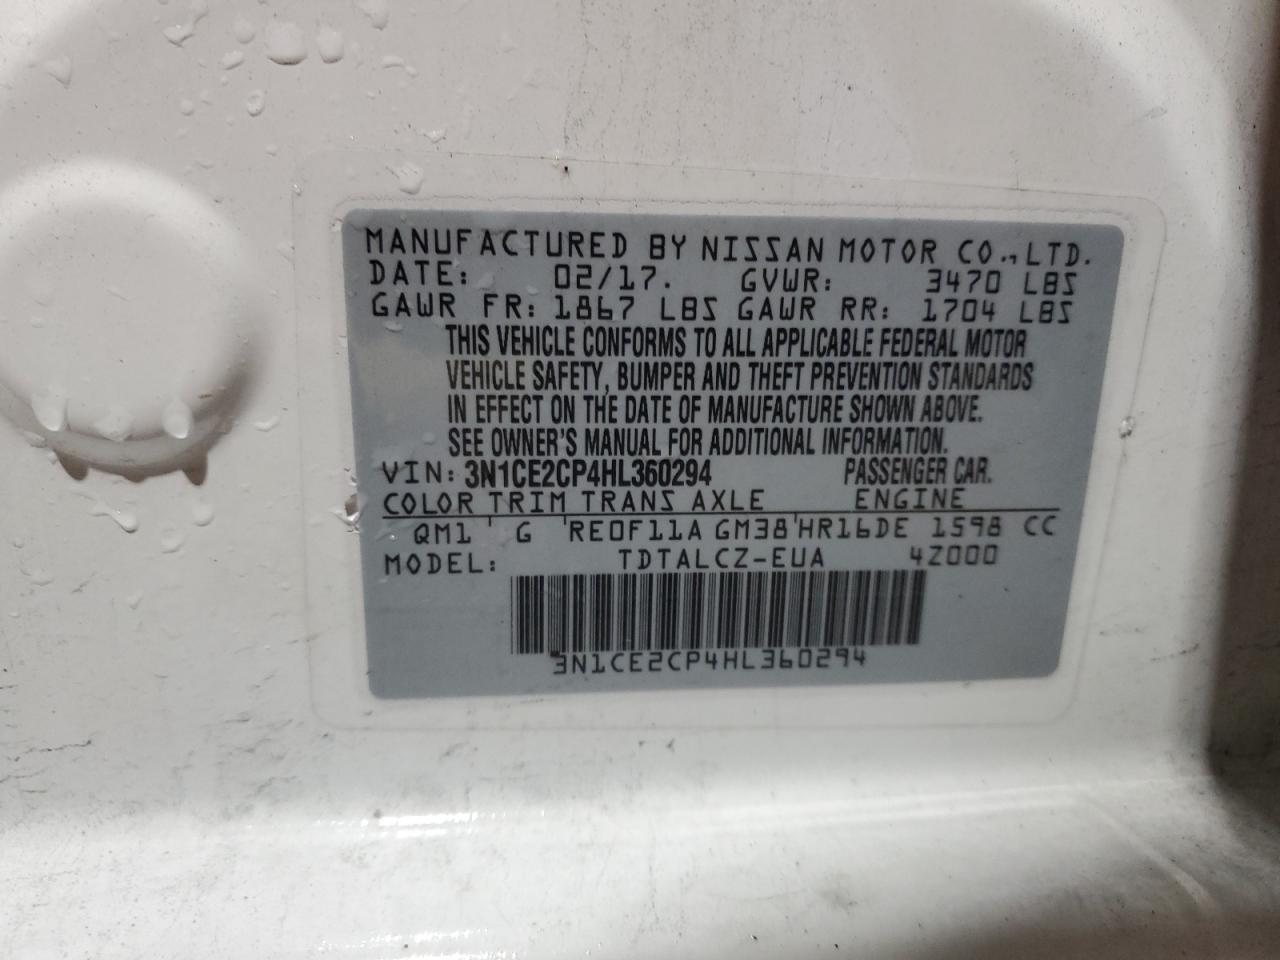 MANUFACTURED BY NISSAN MOTOR CO.,LTD.
DATE: 02/17. GVWR: 3470 LBS
GAWR FR: 1867 LBS GAWR RR: 1704 LBS
THIS VEHICLE CONFORMS TO ALL APPLICABLE FEDERAL MOTOR
VEHICLE SAFETY, BUMPER AND THEFT PREVENTION STANDARDS
IN EFFECT ON THE DATE OF MANUFACTURE SHOWN ABOVE.
SEE OWNER'S MANUAL FOR ADDITIONAL INFORMATION.
VIN: 3N1CE2CP4HL360294 PASSENGER CAR.
COLOR TRIM TRANS AXLE ENGINE
QM1 ' G 'RE0F11A GM38'HR16DE 1598 CC
MODEL: TDTALCZ-EUA 4Z000
3N1CE2CP4HL360294